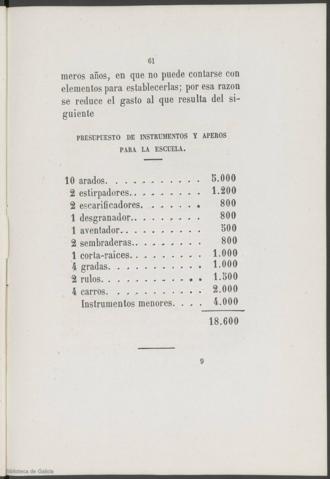 61
meros años, en que no puede contarse con
elementos para establecerlas; por esa razon
se reduce el gasto al que resulta del si-
guiente
PRESUPUESTO DE INSTRUMENTOS Y APEROS
PARA LA ESCUELA.
10 arados. . . . . . . . . . 5.000
2 estirpadores. . . . . . . . 1.200
2 escarificadores. . . . . . . 800
1 desgranador.. . . . . . . . 800
1 aventador.. . . . . . . . . 500
2 sembraderas.. . . . . . . . 800
1 corta-raices. . . . . . . . 1.000
4 gradas. . . . . . . . . . 1.000
2 rulos. . . . . . . . . . . 1.500
4 carros. . . . . . . . . . 2.000
Instrumentos menores. . . . 4.000
18.600
9
Biblioteca de Galicia